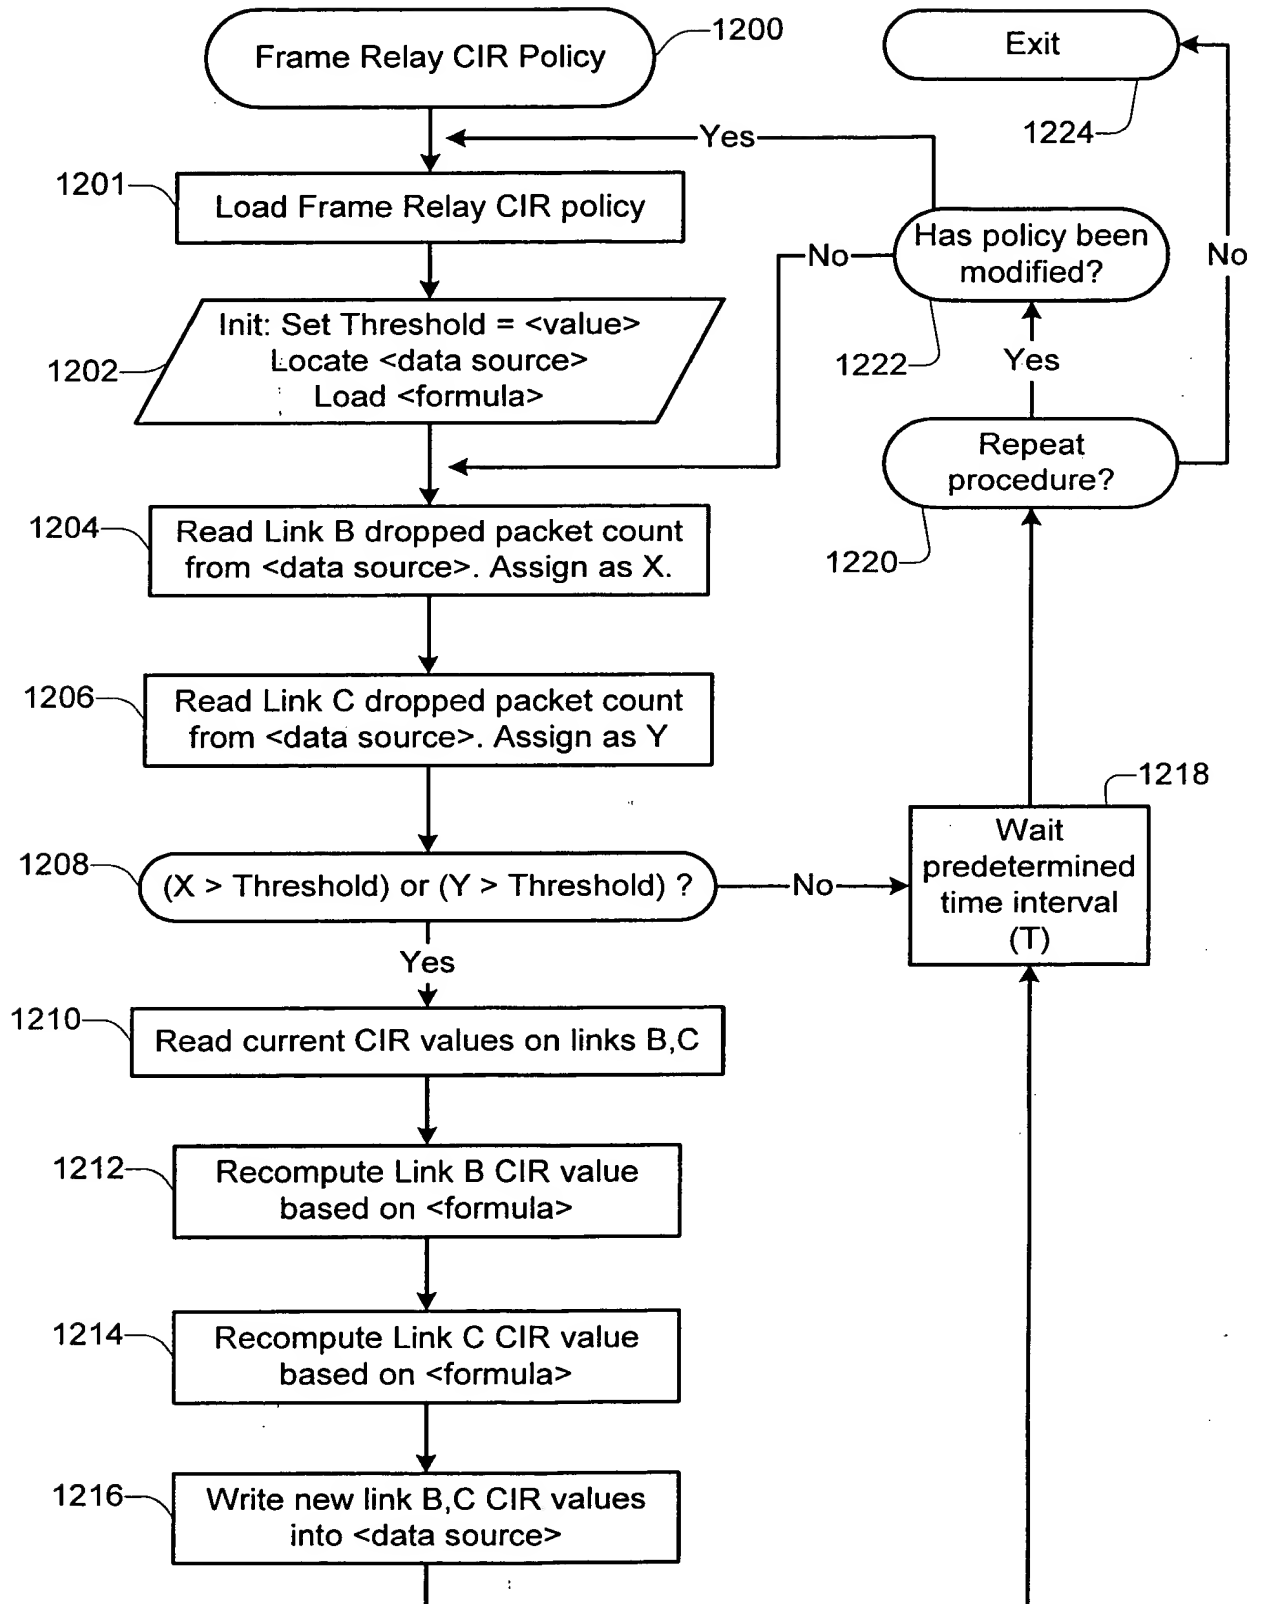 Frame Relay CIR Policy
1200
Exit
1224
Yes
1201
Load Frame Relay CIR policy
Has policy been
modified?
No
No
1222
Init: Set Threshold = <value>
Locate <data source>
Load <formula>
1202
Yes
Repeat
procedure?
1220
1204
Read Link B dropped packet count
from <data source>. Assign as X.
1206
Read Link C dropped packet count
from <data source>. Assign as Y
1218
Wait
predetermined
time interval
(T)
1208
(X > Threshold) or (Y > Threshold) ?
No
Yes
1210
Read current CIR values on links B,C
1212
Recompute Link B CIR value
based on <formula>
1214
Recompute Link C CIR value
based on <formula>
1216
Write new link B,C CIR values
into <data source>